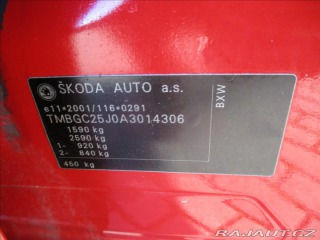 ŠKODA AUTO a.s.
e11*2001/116*0291
TMBGC25J0A3014306
1590 kg
2590 kg
1- 920 kg
2- 840 kg
450 kg
BXW
RAJAUT.CZ